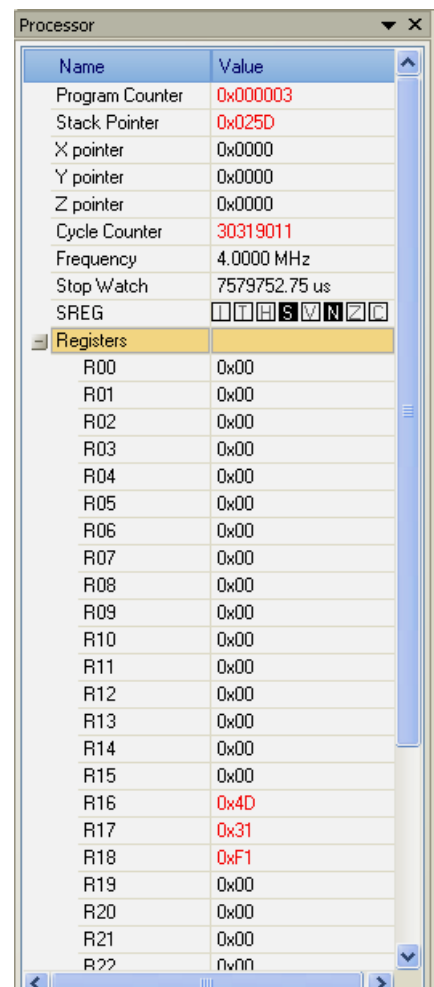 Processor
Name Value
Program Counter 0x000003
Stack Pointer 0x025D
X pointer 0x0000
Y pointer 0x0000
Z pointer 0x0000
Cycle Counter 30319011
Frequency 4.0000 MHz
Stop Watch 7579752.75 us
SREG I T H S V N Z C
Registers
R00 0x00
R01 0x00
R02 0x00
R03 0x00
R04 0x00
R05 0x00
R06 0x00
R07 0x00
R08 0x00
R09 0x00
R10 0x00
R11 0x00
R12 0x00
R13 0x00
R14 0x00
R15 0x00
R16 0x4D
R17 0x31
R18 0xF1
R19 0x00
R20 0x00
R21 0x00
R22 0x00